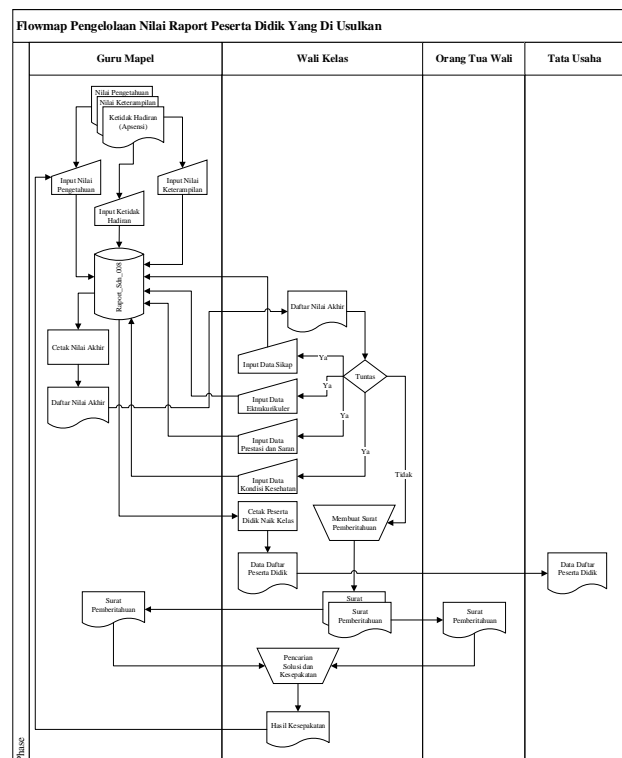 Flowmap Pengelolaan Nilai Raport Peserta Didik Yang Di Usulkan
Guru Mapel
Wali Kelas
Orang Tua Wali
Tata Usaha
Nilai Pengetahuan
Nilai Keterampilan
Ketidak Hadiran
(Apsensi)
Input Nilai
Pengetahuan
Input Nilai
Keterampilan
Input Ketidak
Hadiran
Raport_Sdn_008
Daftar Nilai Akhir
Cetak Nilai Akhir
Input Data Sikap
Ya
Tuntas
Daftar Nilai Akhir
Input Data
Ektrakurikuler
Ya
Ya
Input Data
Prestasi dan Saran
Ya
Input Data
Kondisi Kesehatan
Tidak
Cetak Peserta
Didik Naik Kelas
Membuat Surat
Pemberitahuan
Data Daftar
Peserta Didik
Data Daftar
Peserta Didik
Surat
Pemberitahuan
Surat
Surat
Pemberitahuan
Surat
Pemberitahuan
Pencarian
Solusi dan
Kesepakatan
Hasil Kesepakatan
Phase